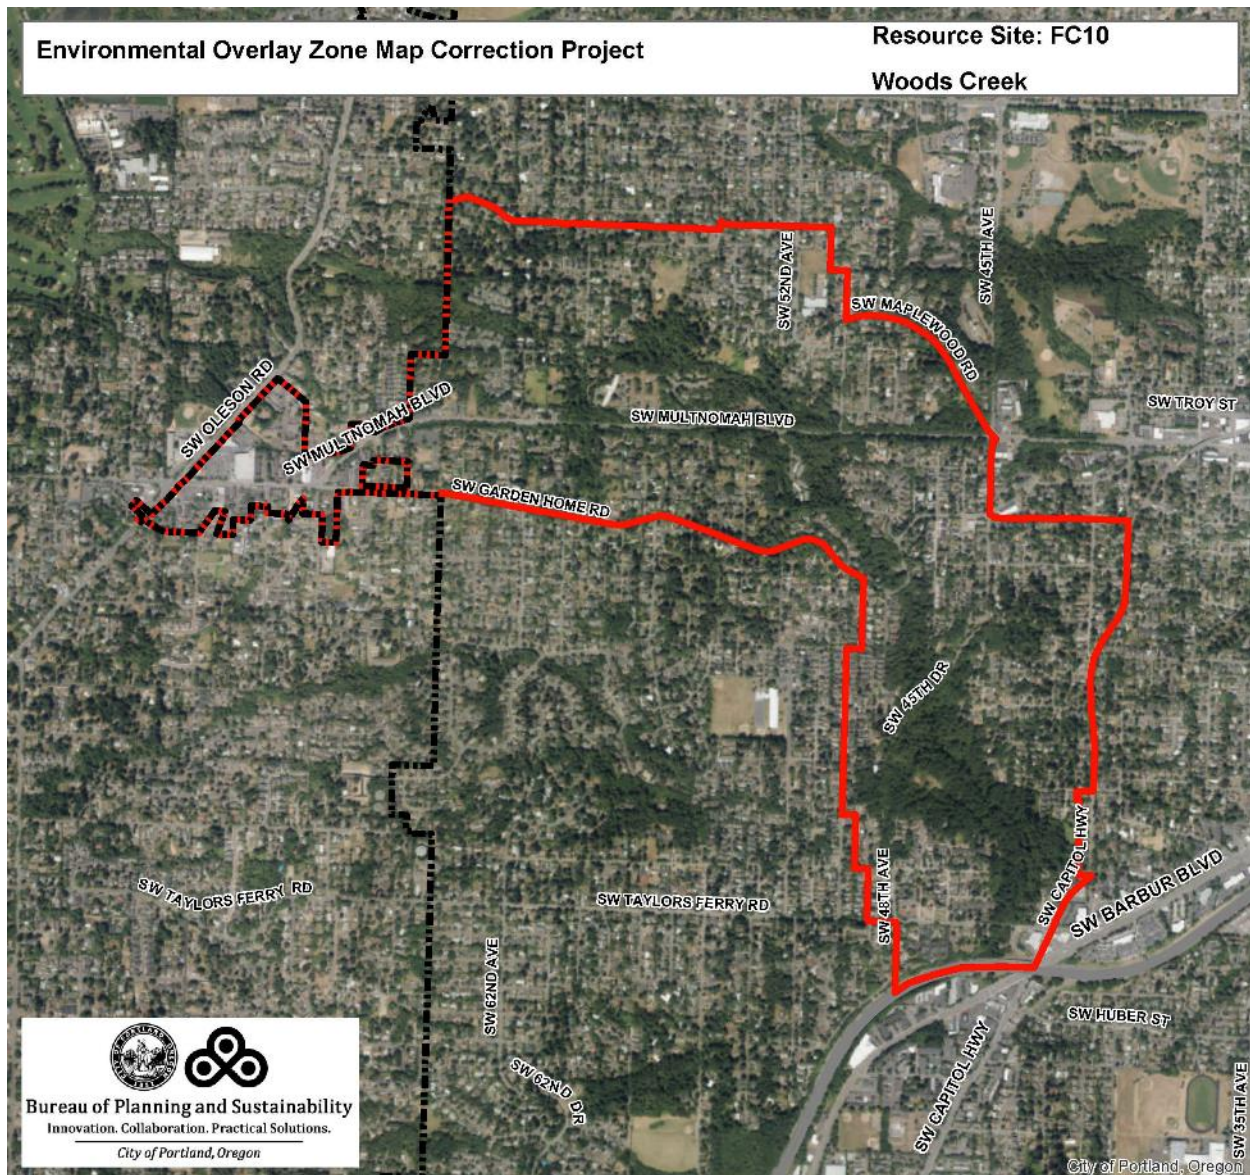 Environmental Overlay Zone Map Correction Project
Resource Site: FC10
Woods Creek
SW 52ND AVE
SW 45TH AVE
SW MAPLEWOOD RD
SW OLESON RD
SW MULTNOMAH BLVD
SW MULTNOMAH BLVD
SW TROY ST
SW GARDEN HOME RD
SW 45TH DR
SW CAPITOL HWY
SW BARBUR BLVD
SW TAYLORS FERRY RD
SW TAYLORS FERRY RD
SW 48TH AVE
SW 62ND AVE
SW HUBER ST
SW CAPITOL HWY
SW 62ND DR
SW 35TH AVE
Bureau of Planning and Sustainability
Innovation. Collaboration. Practical Solutions.
City of Portland, Oregon
City of Portland, Oregon